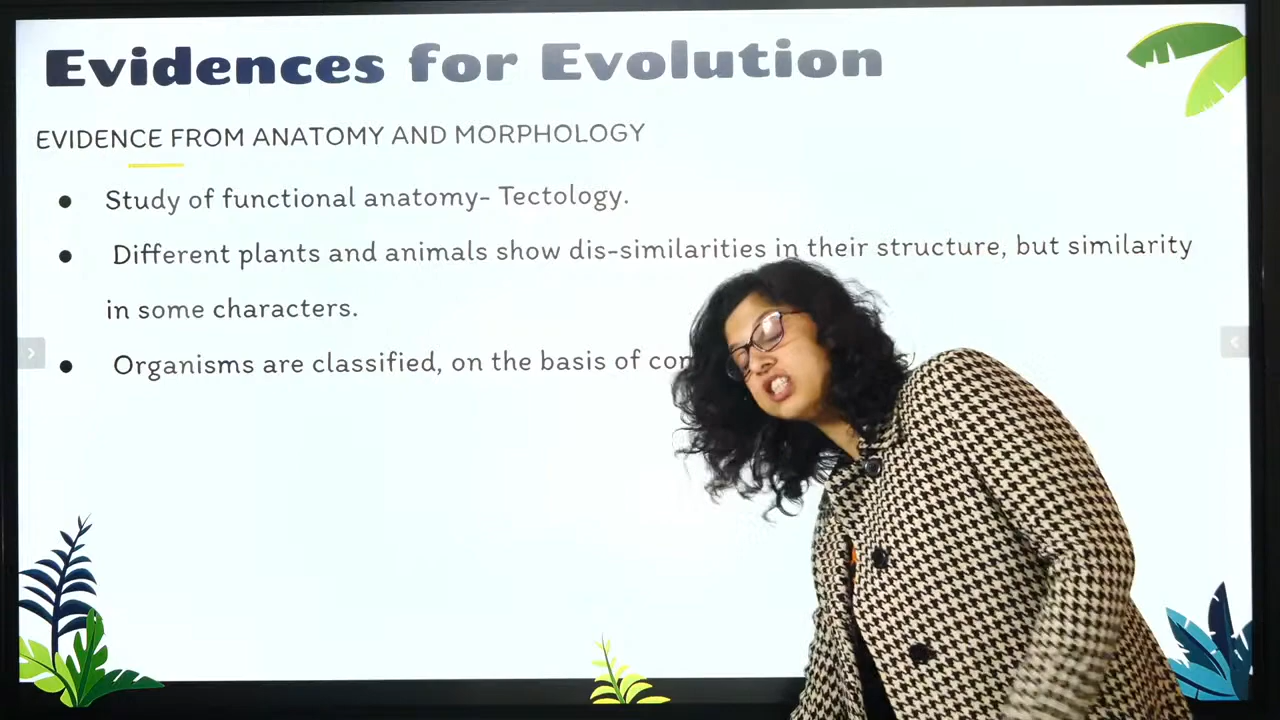 Evidences for Evolution
EVIDENCE FROM ANATOMY AND MORPHOLOGY
● Study of functional anatomy- Tectology.
● Different plants and animals show dis-similarities in their structure, but similarity
in some characters.
● Organisms are classified, on the basis of